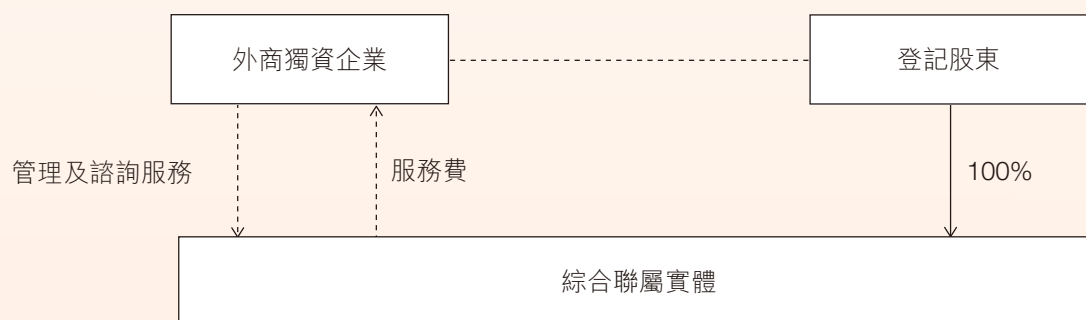 外商獨資企業
登記股東
管理及諮詢服務
服務費
100%
綜合聯屬實體